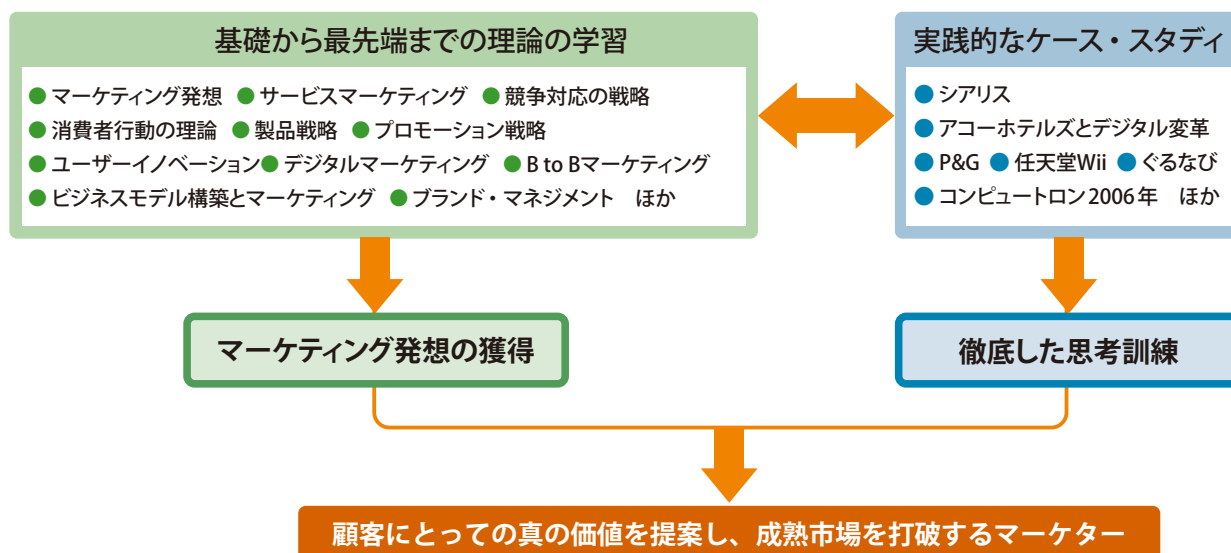 基礎から最先端までの理論の学習
● マーケティング発想 ● サービスマーケティング ● 競争対応の戦略
● 消費者行動の理論 ● 製品戦略 ● プロモーション戦略
● ユーザーイノベーション● デジタルマーケティング ● B to Bマーケティング
● ビジネスモデル構築とマーケティング ● ブランド・マネジメント ほか
実践的なケース・スタディ
● シアリス
● アコーホテルズとデジタル変革
● P&G ● 任天堂Wii ● ぐるなび
● コンピュートロン2006年 ほか
マーケティング発想の獲得
徹底した思考訓練
顧客にとっての真の価値を提案し、成熟市場を打破するマーケター